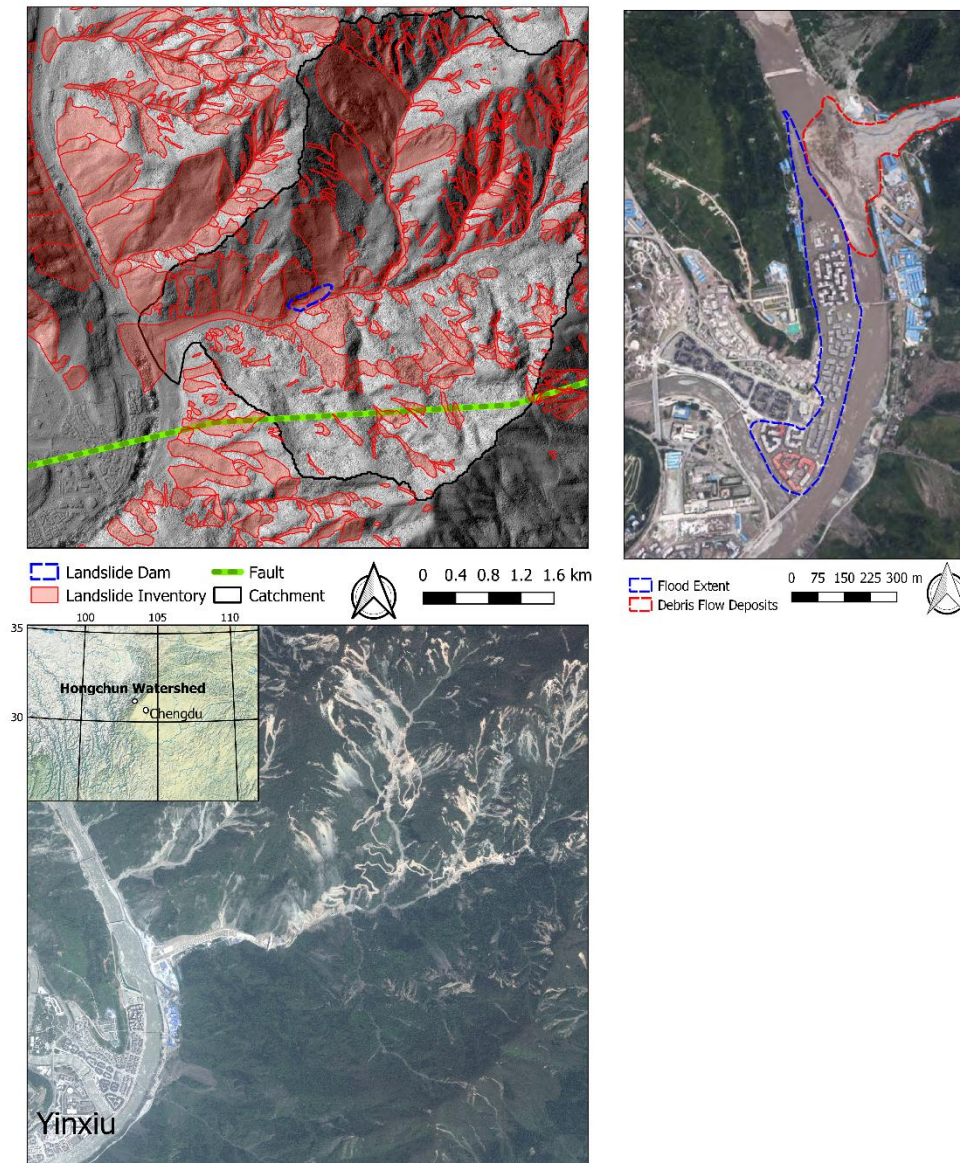 Landslide Dam
Fault
Landslide Inventory
Catchment
0 0.4 0.8 1.2 1.6 km
Flood Extent
Debris Flow Deposits
0 75 150 225 300 m
35
100 105 110
Hongchun Watershed
Chengdu
30
Yinxiu